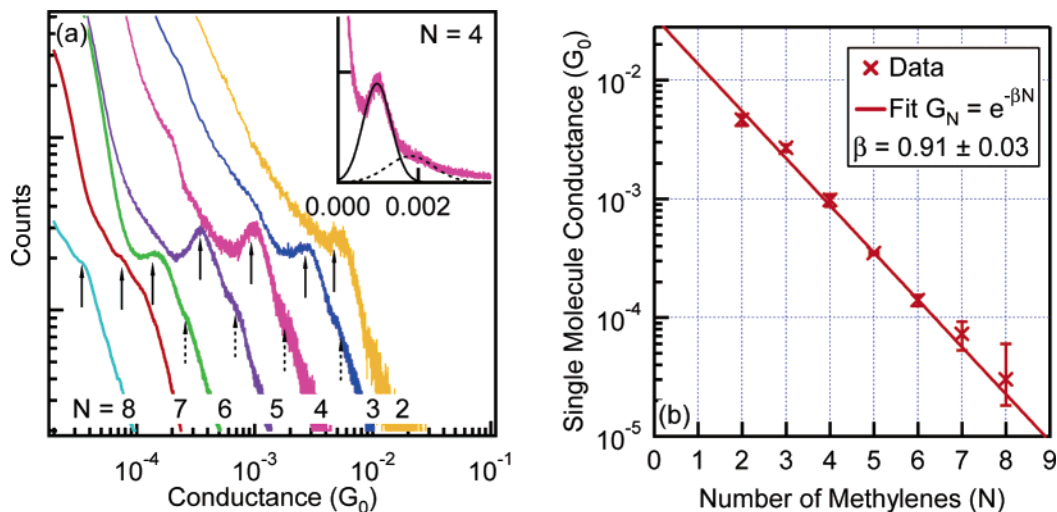 (a)
N = 4
0.000 0.002
Counts
N = 8 7 6 5 4 3 2
10⁻⁴ 10⁻³ 10⁻² 10⁻¹
Conductance (G₀)
Single Molecule Conductance (G₀)
10⁻²
10⁻³
10⁻⁴
10⁻⁵
Data
Fit G_N = e^-βN
β = 0.91 ± 0.03
(b)
0 1 2 3 4 5 6 7 8 9
Number of Methylenes (N)